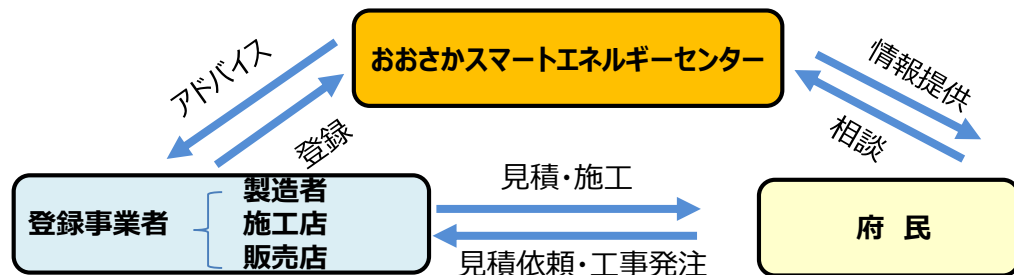 おおさかスマートエネルギーセンター
アドバイス
登録
情報提供
相談
登録事業者
製造者
施工店
販売店
見積・施工
見積依頼・工事発注
府 民